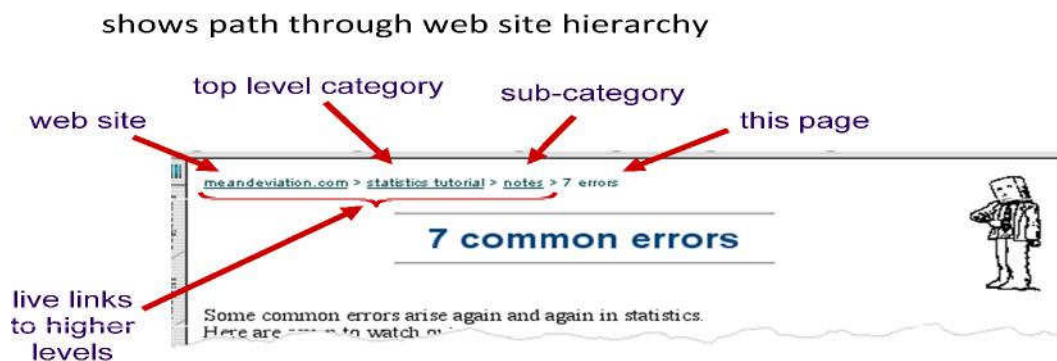 shows path through web site hierarchy
top level category
sub-category
web site
this page
meandeviation.com > statistics tutorial > notes > 7 errors
7 common errors
live links
to higher
levels
Some common errors arise again and again in statistics.
Here are to watch